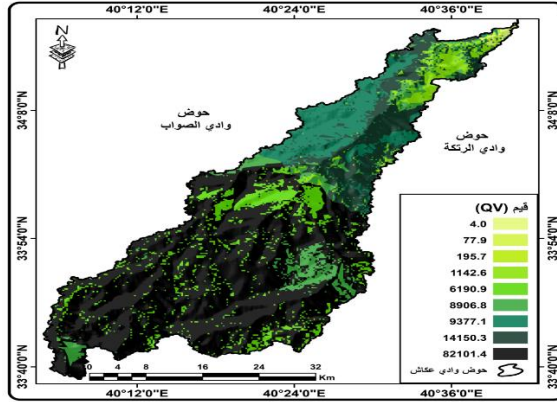 40°12'0"E 40°24'0"E 40°36'0"E
N
34°8'0"N
34°8'0"N
حوض
وادي الصواب
حوض
وادي الرتكة
33°54'0"N
33°54'0"N
قيم (QV)
4.0
77.9
195.7
1142.6
6190.9
8906.8
9377.1
14150.3
82101.4
حوض وادي عكاش
33°40'0"N
33°40'0"N
0 2 4 8 16 24 32
Km
40°12'0"E 40°24'0"E 40°36'0"E